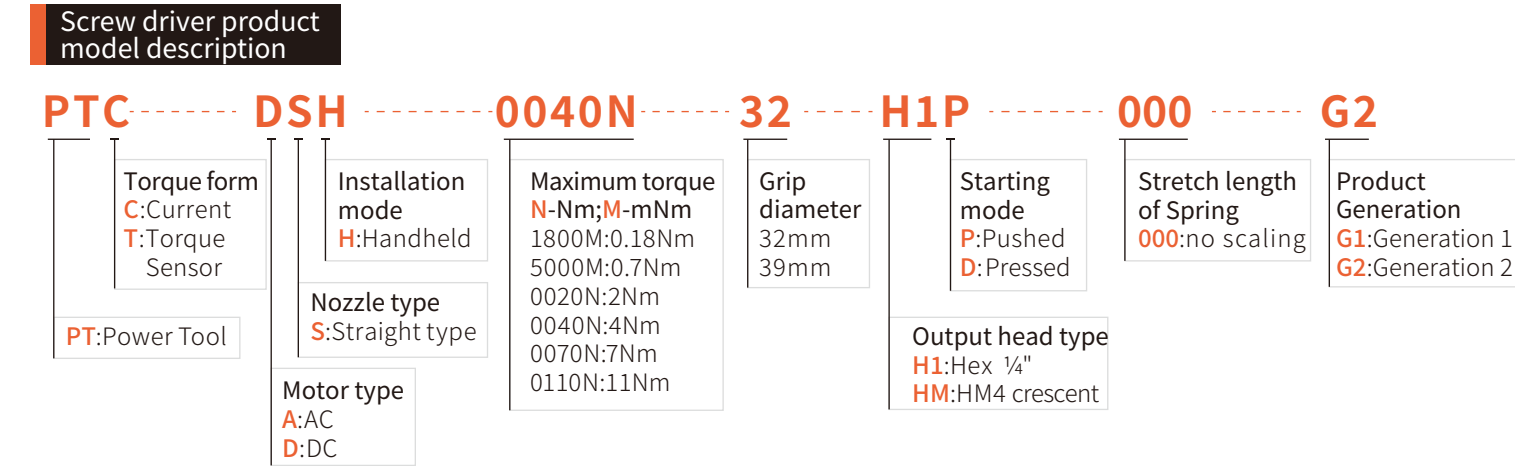 Screw driver product
model description
PTC DSH 0040N 32 H1P 000 G2
Torque form
C:Current
T:Torque
Sensor
PT:Power Tool
Installation
mode
H:Handheld
Nozzle type
S:Straight type
Motor type
A:AC
D:DC
Maximum torque
N-Nm;M-mNm
1800M:0.18Nm
5000M:0.7Nm
0020N:2Nm
0040N:4Nm
0070N:7Nm
0110N:11Nm
Grip
diameter
32mm
39mm
Starting
mode
P:Pushed
D:Pressed
Output head type
H1:Hex ¼"
HM:HM4 crescent
Stretch length
of Spring
000:no scaling
Product
Generation
G1:Generation 1
G2:Generation 2